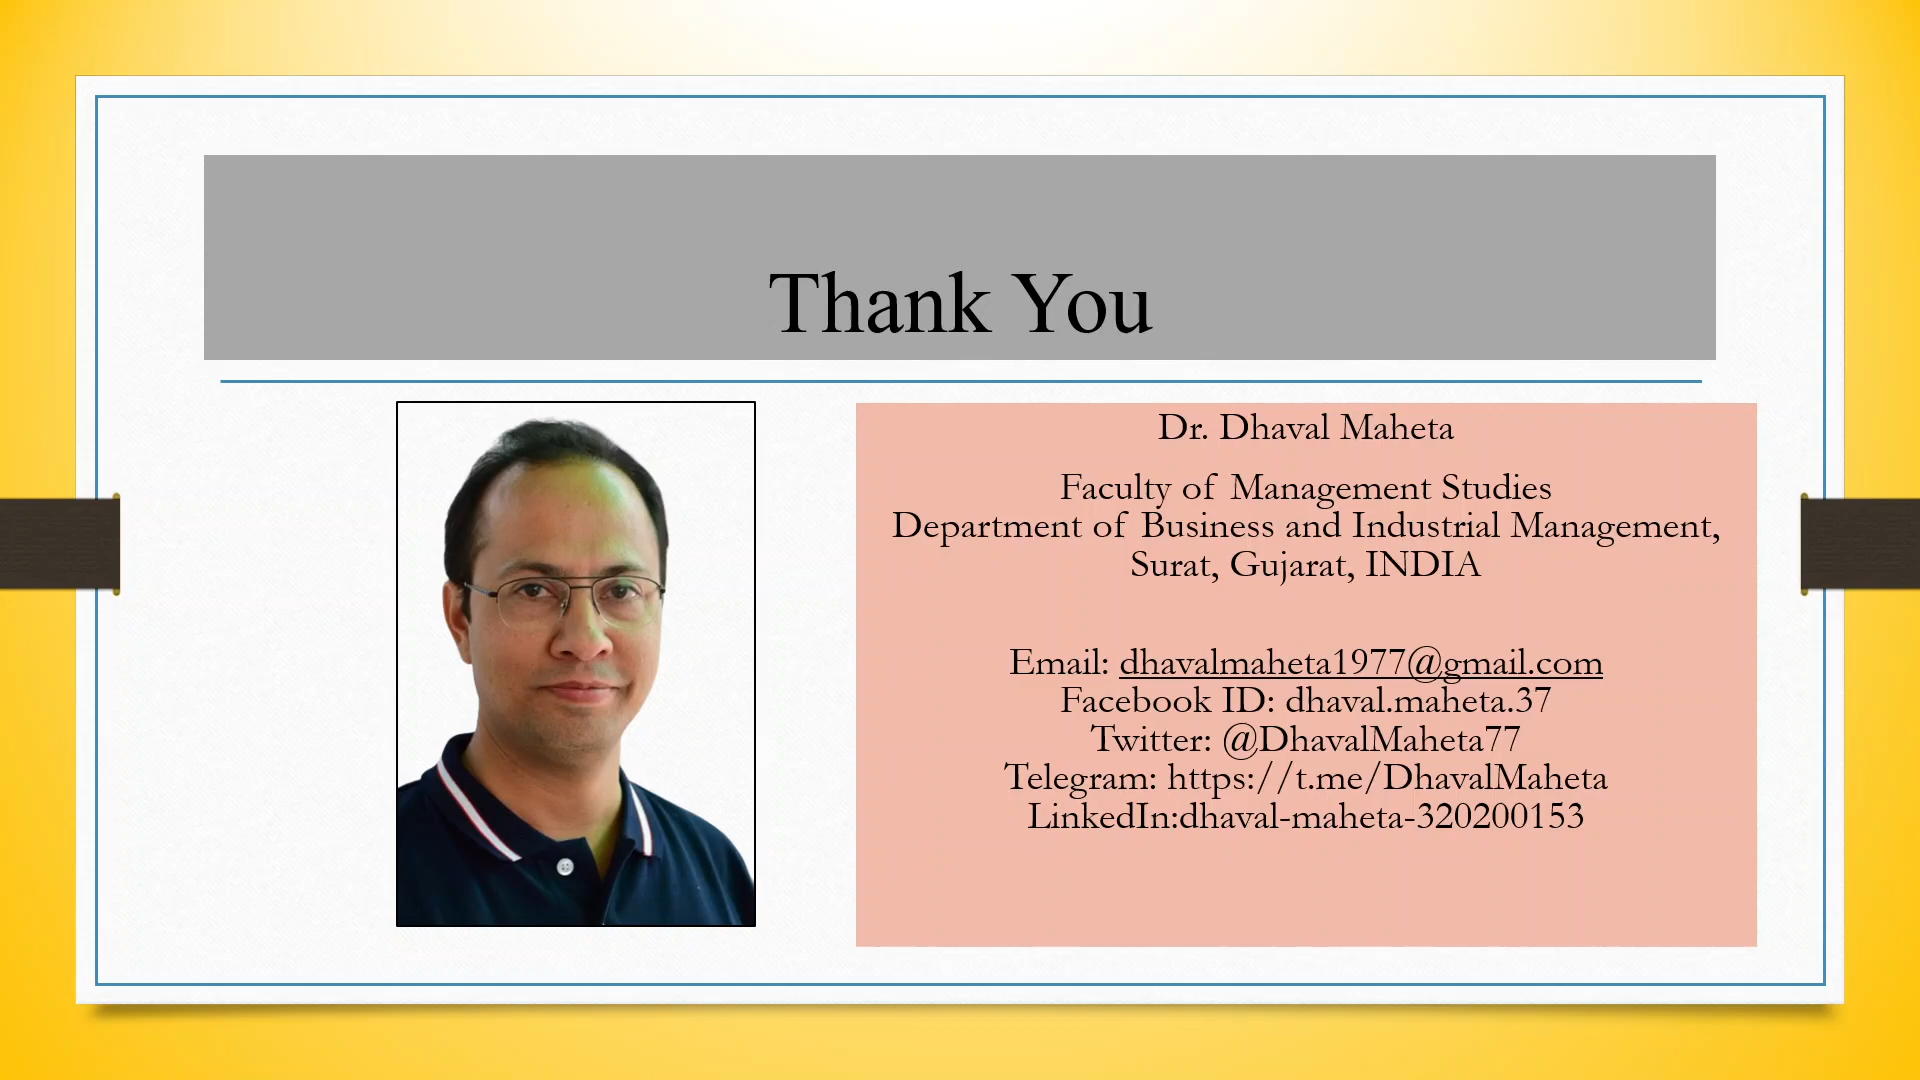 Thank You
Dr. Dhaval Maheta
Faculty of Management Studies
Department of Business and Industrial Management,
Surat, Gujarat, INDIA
Email: dhavalmaheta1977@gmail.com
Facebook ID: dhaval.maheta.37
Twitter: @DhavalMaheta77
Telegram: https://t.me/DhavalMaheta
LinkedIn:dhaval-maheta-320200153